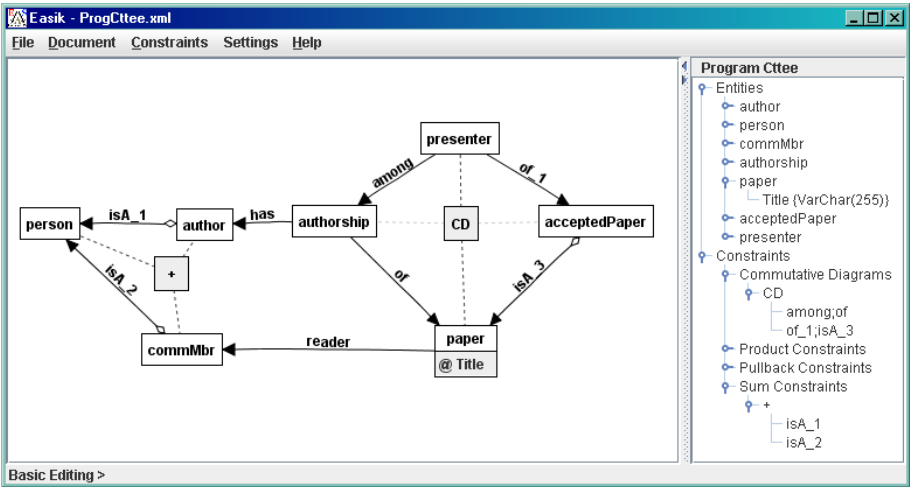 Easik - ProgCttee.xml
File Document Constraints Settings Help
presenter
among
of_1
person
isA_1
author
has
authorship
CD
acceptedPaper
+
isA_2
of
isA_3
commMbr
reader
paper
@ Title
Program Cttee
Entities
author
person
commMbr
authorship
paper
Title {VarChar(255)}
acceptedPaper
presenter
Constraints
Commutative Diagrams
CD
among;of
of_1;isA_3
Product Constraints
Pullback Constraints
Sum Constraints
+
isA_1
isA_2
Basic Editing >